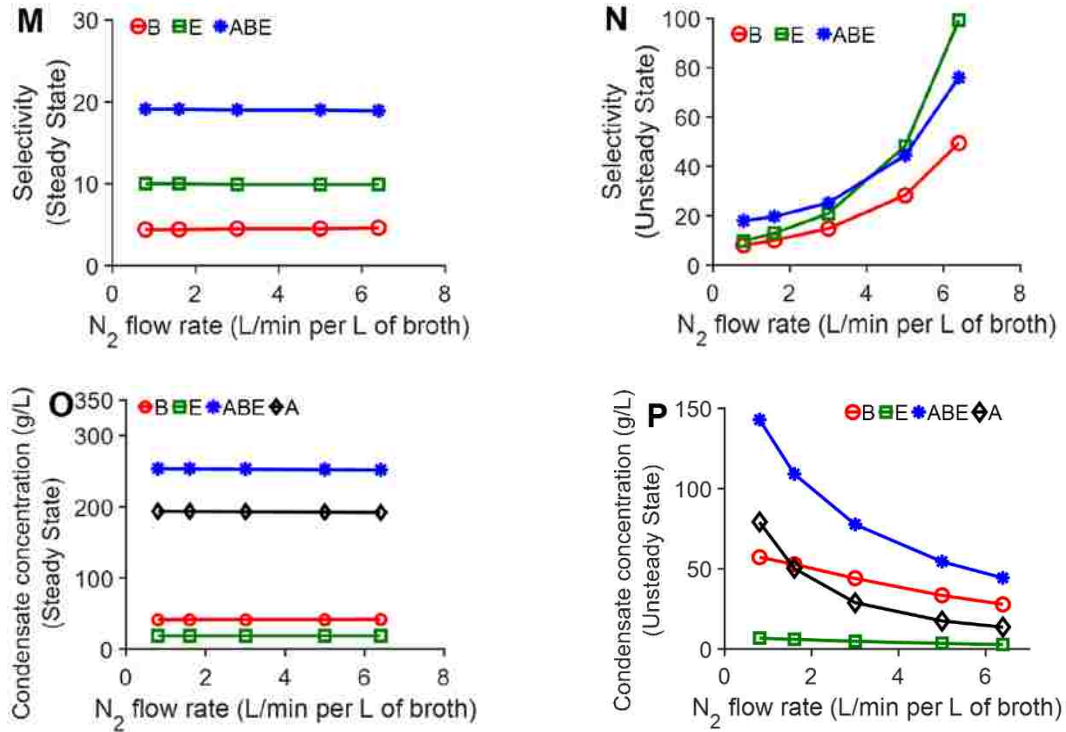 M
B E ABE
Selectivity
(Steady State)
30
20
10
0
0 2 4 6 8
N2 flow rate (L/min per L of broth)
N
B E ABE
Selectivity
(Unsteady State)
100
80
60
40
20
0
0 2 4 6 8
N2 flow rate (L/min per L of broth)
O
B E ABE A
Condensate concentration (g/L)
(Steady State)
350
300
200
100
0
0 2 4 6 8
N2 flow rate (L/min per L of broth)
P
B E ABE A
Condensate concentration (g/L)
(Unsteady State)
150
100
50
0
0 2 4 6
N2 flow rate (L/min per L of broth)